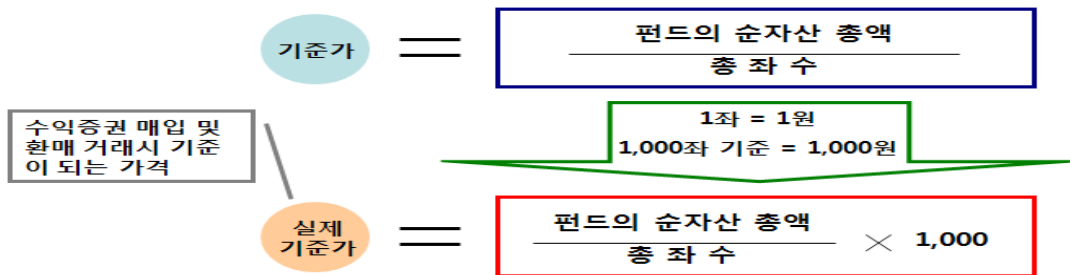 기준가 = 펀드의 순자산 총액
총 좌 수
수익증권 매입 및
환매 거래시 기준
이 되는 가격
1좌 = 1원
1,000좌 기준 = 1,000원
실제
기준가 = 펀드의 순자산 총액
총 좌 수
× 1,000